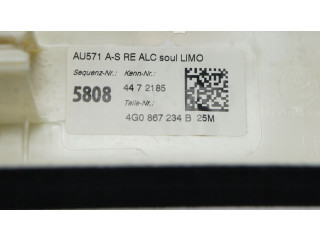 AU571 A-S RE ALC soul LIMO
Sequenz-Nr.: Kenn-Nr.:
5808 44 7 2185
Teile-Nr.:
4G0 867 234 B 25M